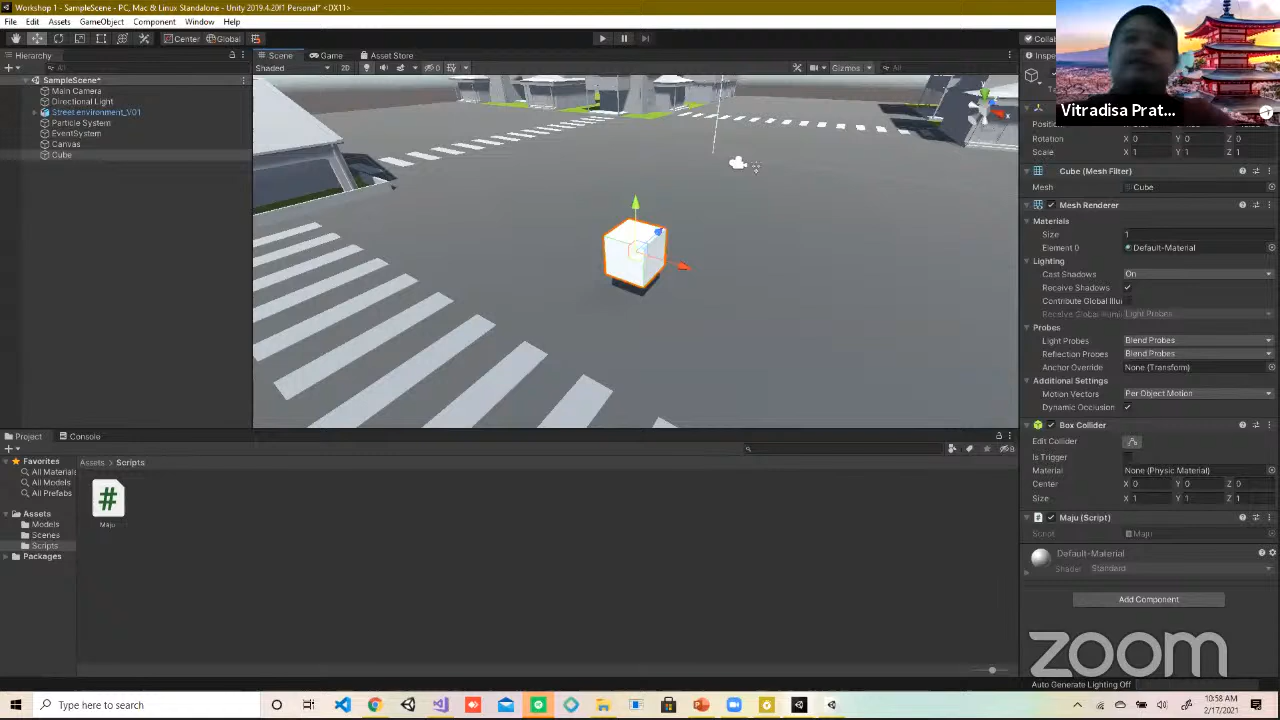 Workshop 1 - SampleScene - PC, Mac & Linux Standalone - Unity 2019.4.20f1 Personal* <DX11>
File Edit Assets GameObject Component Window Help
Center Global
Collab
Hierarchy
All
SampleScene*
Main Camera
Directional Light
Street environment_V01
Particle System
EventSystem
Canvas
Cube
Scene Game Asset Store
Shaded 2D 0 Gizmos All
x
Vitradisa Prat...
Inspe
Position
Rotation X 0 Y 0 Z 0
Scale X 1 Y 1 Z 1
Cube (Mesh Filter)
Mesh Cube
Mesh Renderer
Materials
Size 1
Element 0 Default-Material
Lighting
Cast Shadows On
Receive Shadows
Contribute Global Illu
Receive Global Illumi Light Probes
Probes
Light Probes Blend Probes
Reflection Probes Blend Probes
Anchor Override None (Transform)
Additional Settings
Motion Vectors Per Object Motion
Dynamic Occlusion
Box Collider
Edit Collider
Is Trigger
Material None (Physic Material)
Center X 0 Y 0 Z 0
Size X 1 Y 1 Z 1
Maju (Script)
Script Maju
Default-Material
Shader Standard
Add Component
Project Console
Favorites
All Materials
All Models
All Prefabs
Assets
Models
Scenes
Scripts
Packages
Assets > Scripts
#
Maju
zoom
Auto Generate Lighting Off
Type here to search
10:58 AM
2/17/2021